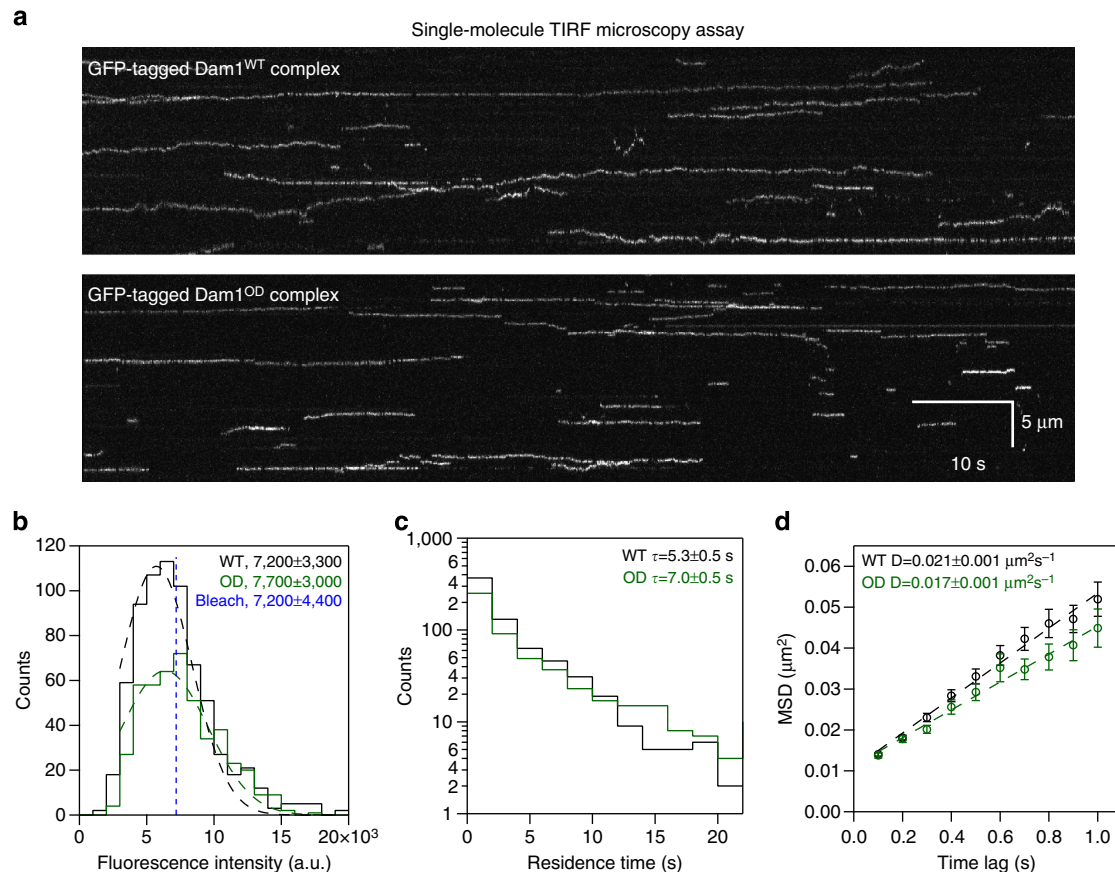 a
Single-molecule TIRF microscopy assay
GFP-tagged Dam1WT complex
GFP-tagged Dam1OD complex
5 μm
10 s
b
Counts
120
100
80
60
40
20
0
WT, 7,200±3,300
OD, 7,700±3,000
Bleach, 7,200±4,400
0 5 10 15 20×10³
Fluorescence intensity (a.u.)
c
Counts
1,000
6
4
2
100
6
4
2
10
6
4
2
1
WT τ=5.3±0.5 s
OD τ=7.0±0.5 s
0 5 10 15 20
Residence time (s)
d
MSD (μm²)
0.06
0.05
0.04
0.03
0.02
0.01
0.00
WT D=0.021±0.001 μm²s⁻¹
OD D=0.017±0.001 μm²s⁻¹
0.0 0.2 0.4 0.6 0.8 1.0
Time lag (s)